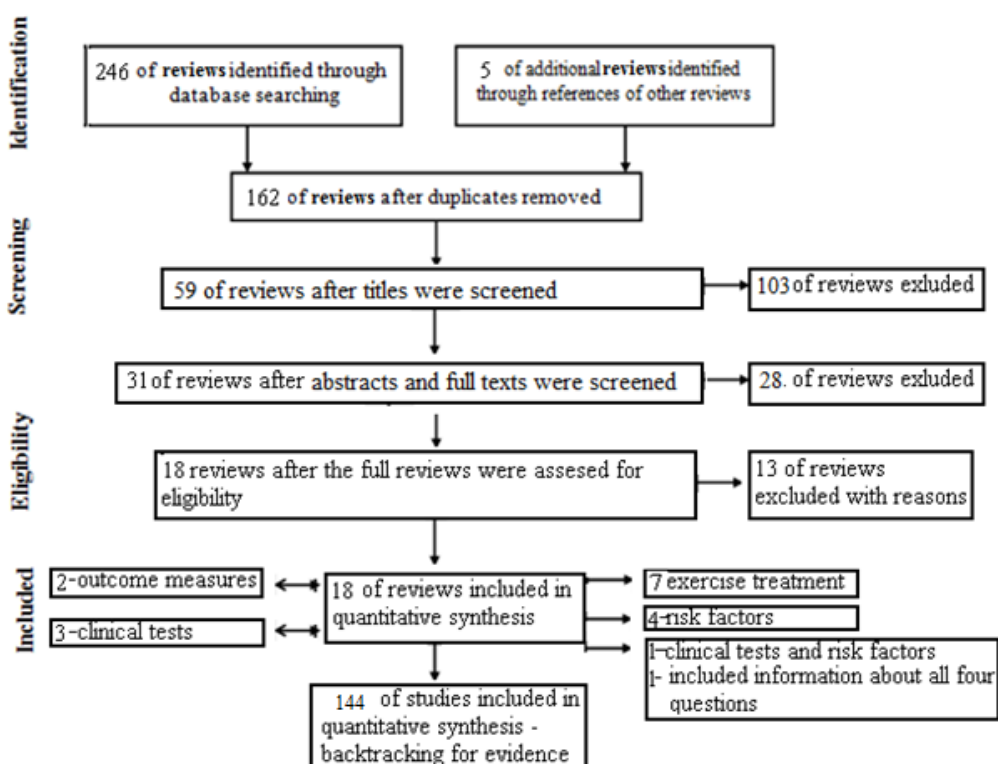 Identification
246 of reviews identified through
database searching
5 of additional reviews identified
through references of other reviews
162 of reviews after duplicates removed
Screening
59 of reviews after titles were screened
103 of reviews exluded
31 of reviews after abstracts and full texts were screened
28. of reviews exluded
Eligibility
18 reviews after the full reviews were assesed for
eligibility
13 of reviews
excluded with reasons
Included
2-outcome measures
3-clinical tests
18 of reviews included in
quantitative synthesis
7 exercise treatment
4-risk factors
1-clinical tests and risk factors
1- included information about all four
questions
144 of studies included in
quantitative synthesis -
backtracking for evidence